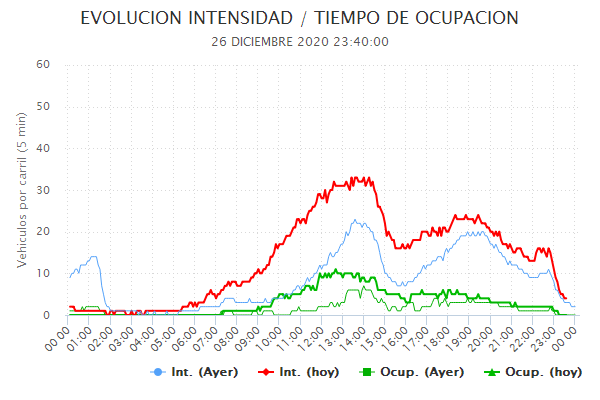 EVOLUCION INTENSIDAD / TIEMPO DE OCUPACION
26 DICIEMBRE 2020 23:40:00
Vehiculos por carril (5 min)
60
50
40
30
20
10
0
00:00 01:00 02:00 03:00 04:00 05:00 06:00 07:00 08:00 09:00 10:00 11:00 12:00 13:00 14:00 15:00 16:00 17:00 18:00 19:00 20:00 21:00 22:00 23:00 00:00
Int. (Ayer) Int. (hoy) Ocup. (Ayer) Ocup. (hoy)